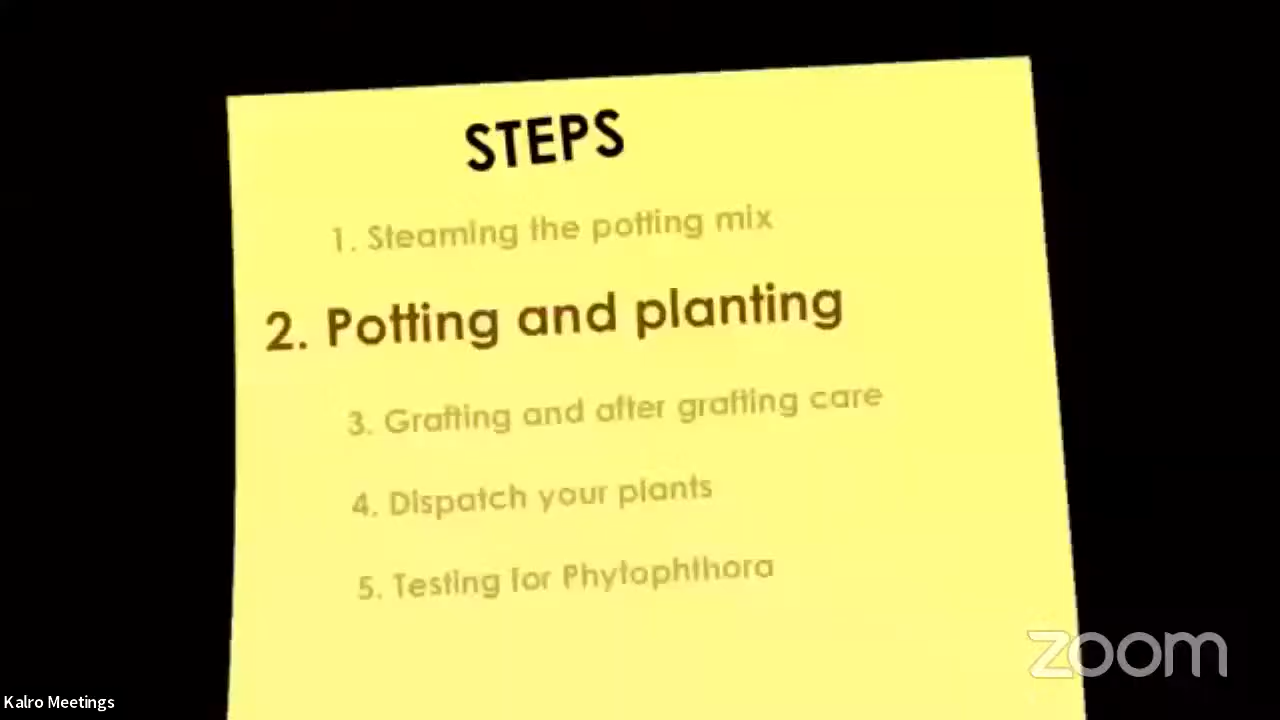 STEPS
1. Steaming the potting mix
2. Potting and planting
3. Grafting and after grafting care
4. Dispatch your plants
5. Testing for Phytophthora
zoom
Kalro Meetings